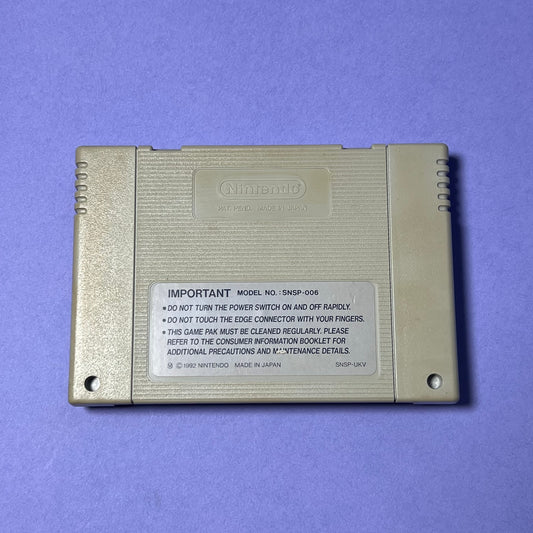 Nintendo
PAT. PEND. MADE IN JAPAN
IMPORTANT MODEL NO.: SNSP-006
• DO NOT TURN THE POWER SWITCH ON AND OFF RAPIDLY.
• DO NOT TOUCH THE EDGE CONNECTOR WITH YOUR FINGERS.
• THIS GAME PAK MUST BE CLEANED REGULARLY. PLEASE
REFER TO THE CONSUMER INFORMATION BOOKLET FOR
ADDITIONAL PRECAUTIONS AND MAINTENANCE DETAILS.
Ⓜ ©1992 NINTENDO MADE IN JAPAN SNSP-UKV